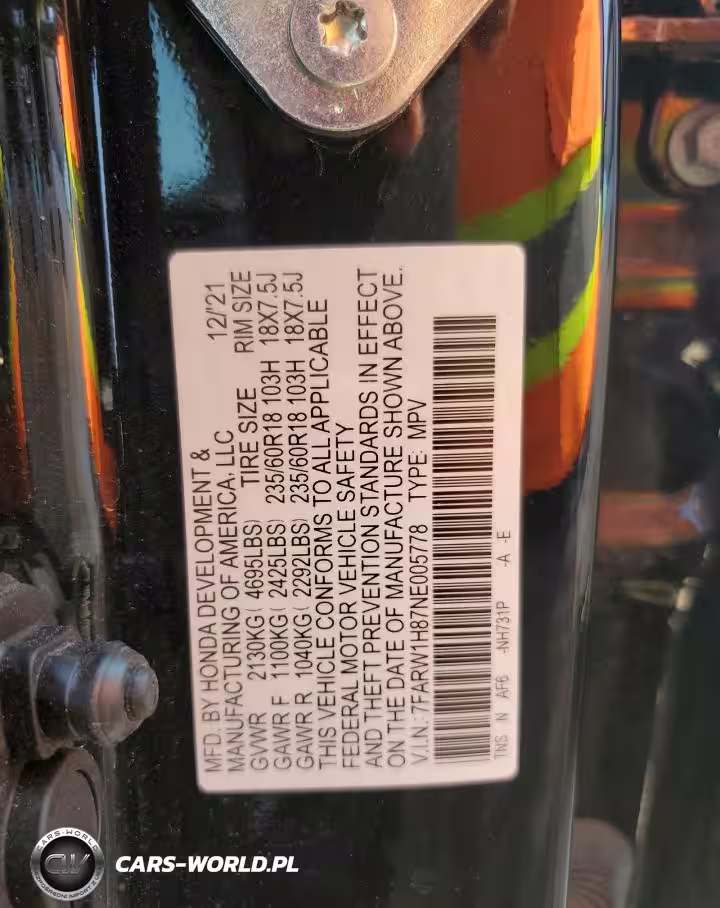 MFD. BY HONDA DEVELOPMENT &
MANUFACTURING OF AMERICA, LLC 12/'21
GVWR 2130KG( 4695LBS) TIRE SIZE RIM SIZE
GAWR F 1100KG( 2425LBS) 235/60R18 103H 18X7.5J
GAWR R 1040KG( 2292LBS) 235/60R18 103H 18X7.5J
THIS VEHICLE CONFORMS TO ALL APPLICABLE
FEDERAL MOTOR VEHICLE SAFETY
AND THEFT PREVENTION STANDARDS IN EFFECT
ON THE DATE OF MANUFACTURE SHOWN ABOVE.
V.I.N.: 7FARW1H87NE005778 TYPE: MPV
TNS N AF6 -NH731P -A -E
CARS-WORLD
CW
CARS-WORLD.PL